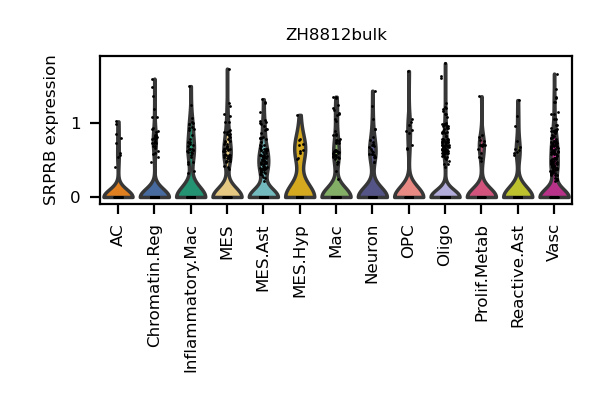 ZH8812bulk
SRPRB expression
1
0
AC
Chromatin.Reg
Inflammatory.Mac
MES
MES.Ast
MES.Hyp
Mac
Neuron
OPC
Oligo
Prolif.Metab
Reactive.Ast
Vasc